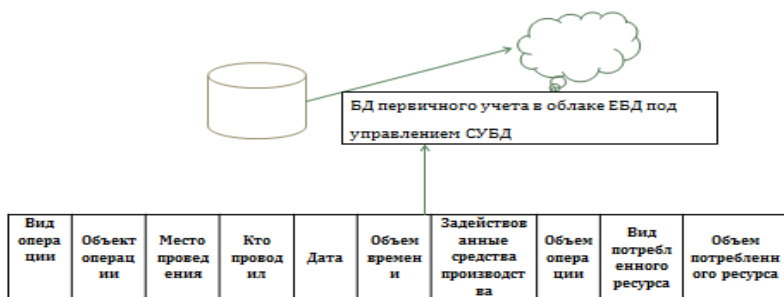 БД первичного учета в облаке ЕБД под
управлением СУБД
Вид
опера
ции
Объект
операц
ии
Место
провед
ения
Кто
провод
ил
Дата
Объем
времен
и
Задействов
анные
средства
производст
ва
Объем
опера
ции
Вид
потребл
енного
ресурса
Объем
потребленн
ого ресурса